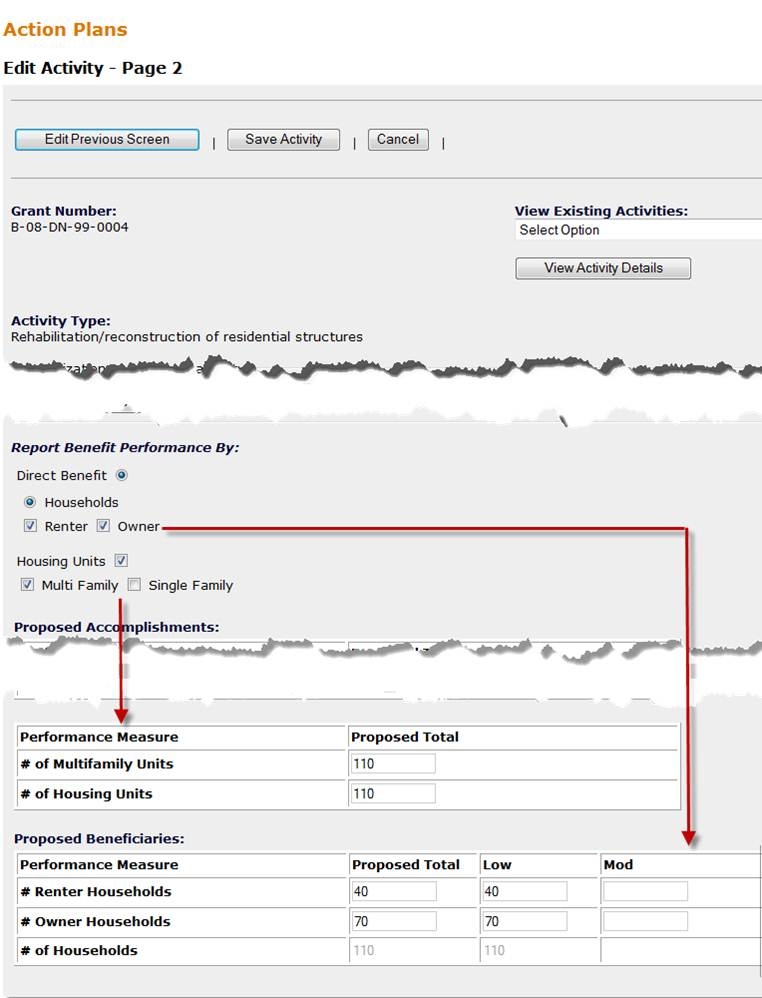 Action Plans
Edit Activity - Page 2
Edit Previous Screen | Save Activity | Cancel |
Grant Number:
B-08-DN-99-0004
View Existing Activities:
Select Option
View Activity Details
Activity Type:
Rehabilitation/reconstruction of residential structures
Report Benefit Performance By:
Direct Benefit
Households
Renter Owner
Housing Units
Multi Family Single Family
Proposed Accomplishments:
Performance Measure Proposed Total
# of Multifamily Units 110
# of Housing Units 110
Proposed Beneficiaries:
Performance Measure Proposed Total Low Mod
# Renter Households 40 40
# Owner Households 70 70
# of Households 110 110